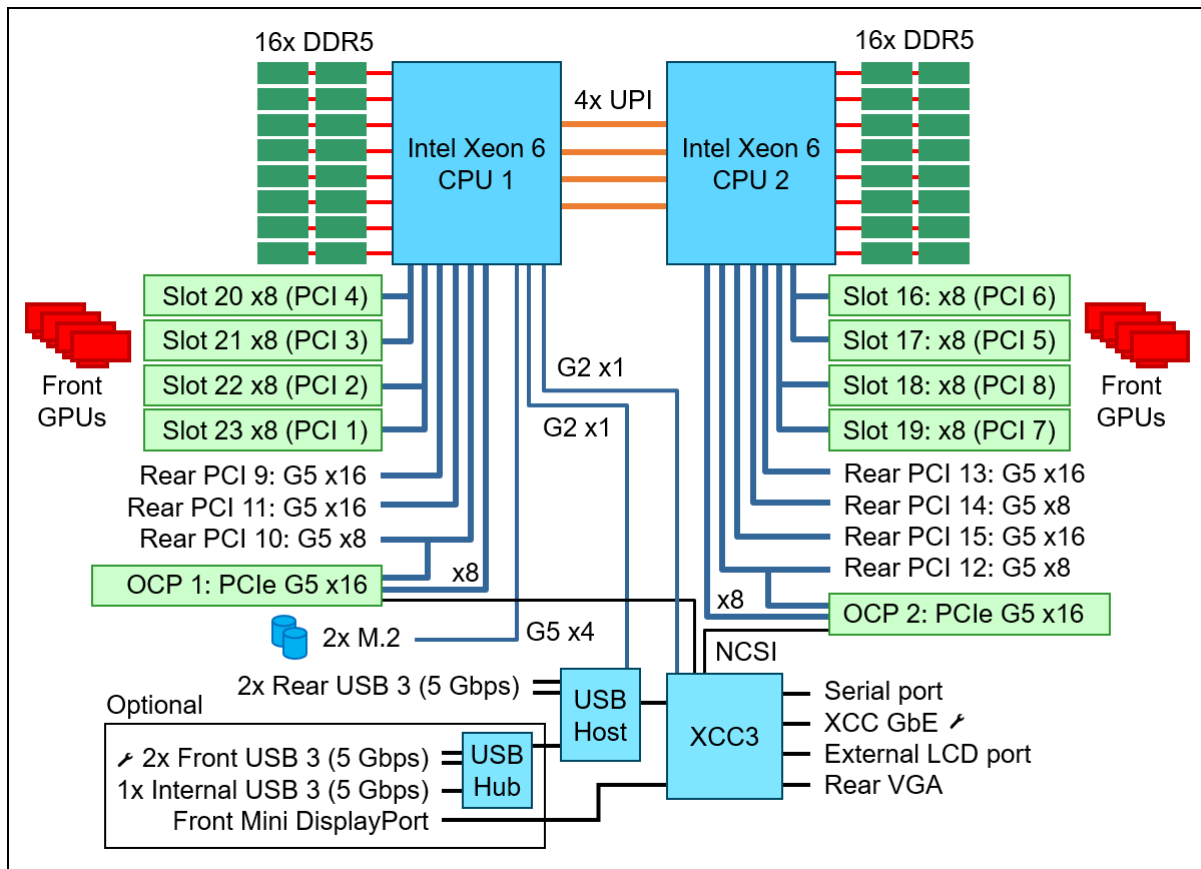 16x DDR5
16x DDR5
4x UPI
Intel Xeon 6
CPU 1
Intel Xeon 6
CPU 2
Slot 20 x8 (PCI 4)
Slot 21 x8 (PCI 3)
Slot 22 x8 (PCI 2)
Slot 23 x8 (PCI 1)
Front
GPUs
Slot 16: x8 (PCI 6)
Slot 17: x8 (PCI 5)
Slot 18: x8 (PCI 8)
Slot 19: x8 (PCI 7)
Front
GPUs
G2 x1
G2 x1
Rear PCI 9: G5 x16
Rear PCI 11: G5 x16
Rear PCI 10: G5 x8
x8
OCP 1: PCIe G5 x16
Rear PCI 13: G5 x16
Rear PCI 14: G5 x8
Rear PCI 15: G5 x16
Rear PCI 12: G5 x8
x8
OCP 2: PCIe G5 x16
2x M.2
G5 x4
NCSI
2x Rear USB 3 (5 Gbps)
USB
Host
XCC3
Serial port
XCC GbE
External LCD port
Rear VGA
Optional
2x Front USB 3 (5 Gbps)
1x Internal USB 3 (5 Gbps)
USB
Hub
Front Mini DisplayPort